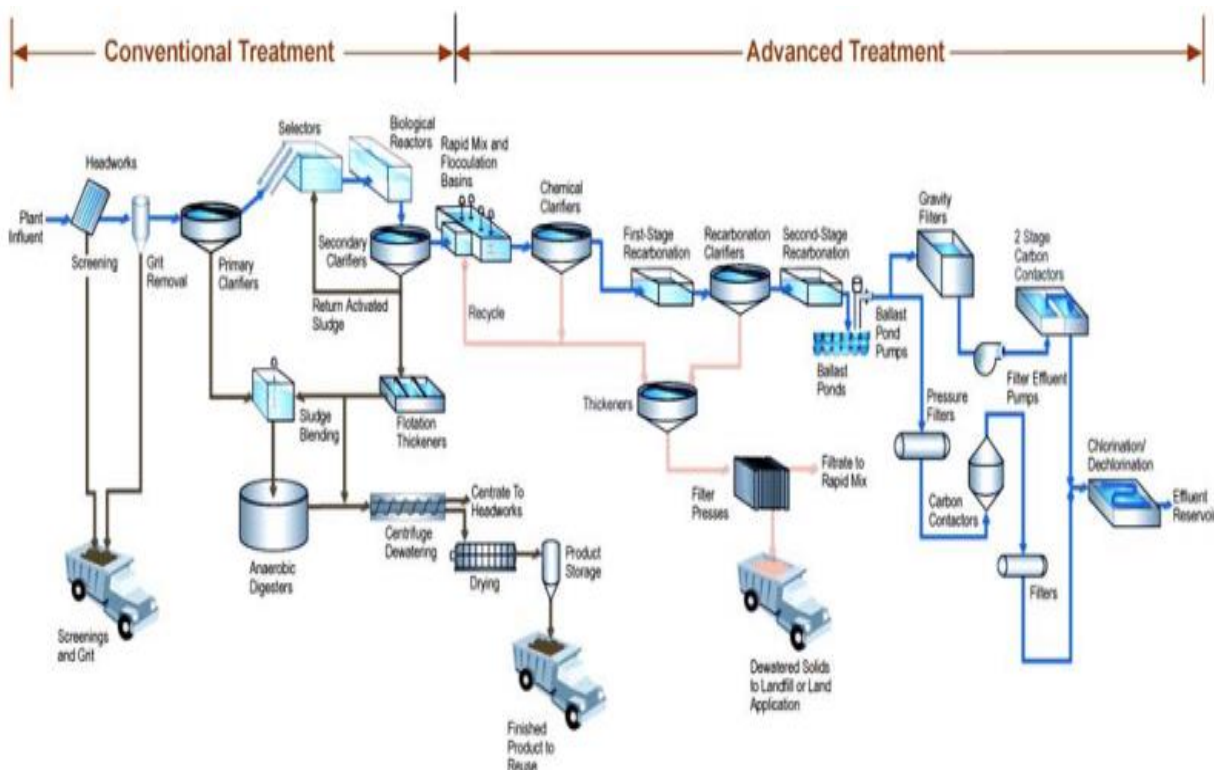 Conventional Treatment
Advanced Treatment
Headworks
Plant
Influent
Screening
Grit
Removal
Primary
Clarifiers
Selectors
Biological
Reactors
Secondary
Clarifiers
Return Activated
Sludge
Rapid Mix and
Flocculation
Basins
Recycle
Chemical
Clarifiers
First-Stage
Recarbonation
Recarbonation
Clarifiers
Second-Stage
Recarbonation
Ballast
Ponds
Ballast
Pond
Pumps
Gravity
Filters
2 Stage
Carbon
Contactors
Filter Effluent
Pumps
Pressure
Filters
Carbon
Contactors
Filters
Chlorination/
Dechlorination
Effluent
Reservoi
Sludge
Blending
Flotation
Thickeners
Thickeners
Filter
Presses
Filtrate to
Rapid Mix
Anaerobic
Digesters
Centrifuge
Dewatering
Centrate To
Headworks
Drying
Product
Storage
Screenings
and Grit
Finished
Product to
Reuse
Dewatered Solids
to Landfill or Land
Application